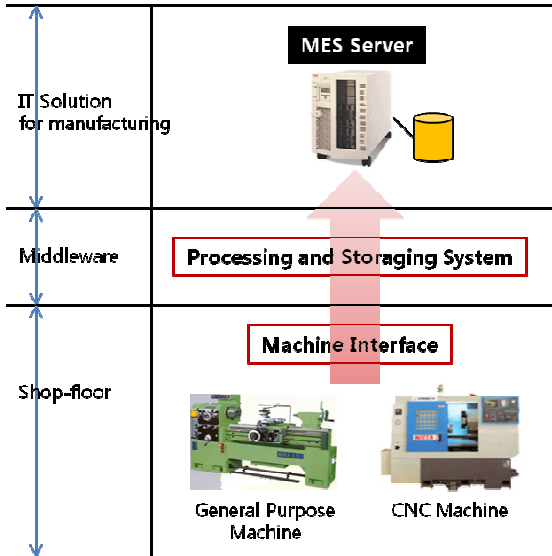 MES Server
IT Solution
for manufacturing
Middleware
Processing and Storaging System
Machine Interface
Shop-floor
General Purpose
Machine
CNC Machine